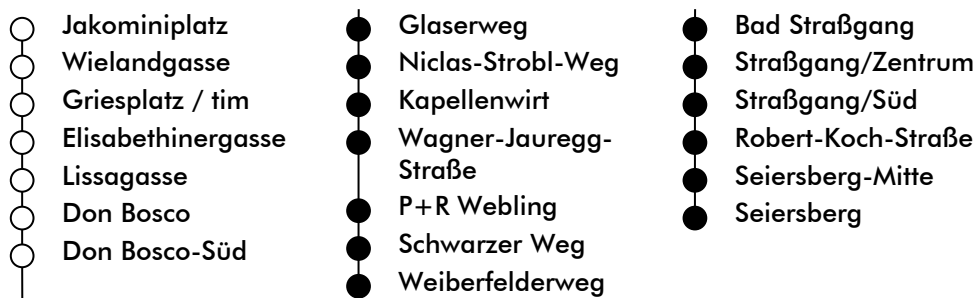 Jakominiplatz
Wielandgasse
Griesplatz / tim
Elisabethinergasse
Lissagasse
Don Bosco
Don Bosco-Süd
Glaserweg
Niclas-Strobl-Weg
Kapellenwirt
Wagner-Jauregg-
Straße
P+R Webling
Schwarzer Weg
Weiberfelderweg
Bad Straßgang
Straßgang/Zentrum
Straßgang/Süd
Robert-Koch-Straße
Seiersberg-Mitte
Seiersberg